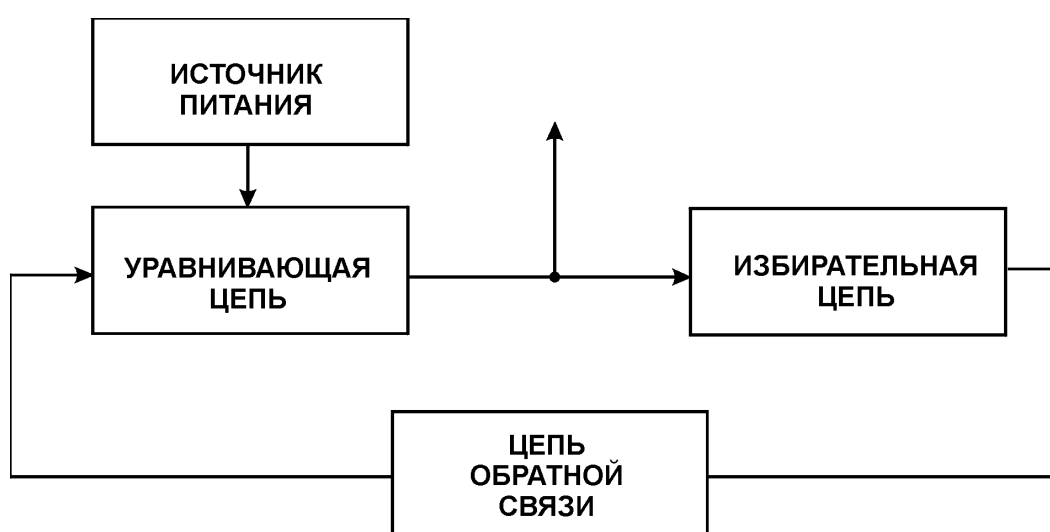 ИСТОЧНИК
ПИТАНИЯ
УРАВНИВАЮЩАЯ
ЦЕПЬ
ИЗБИРАТЕЛЬНАЯ
ЦЕПЬ
ЦЕПЬ
ОБРАТНОЙ
СВЯЗИ